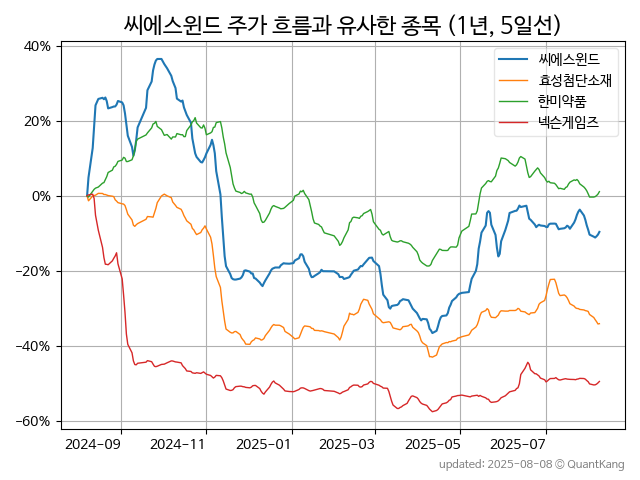 씨에스윈드 주가 흐름과 유사한 종목 (1년, 5일선)
40%
20%
0%
−20%
−40%
−60%
씨에스윈드
효성첨단소재
한미약품
넥슨게임즈
2024-09
2024-11
2025-01
2025-03
2025-05
2025-07
updated: 2025-08-08 © QuantKang